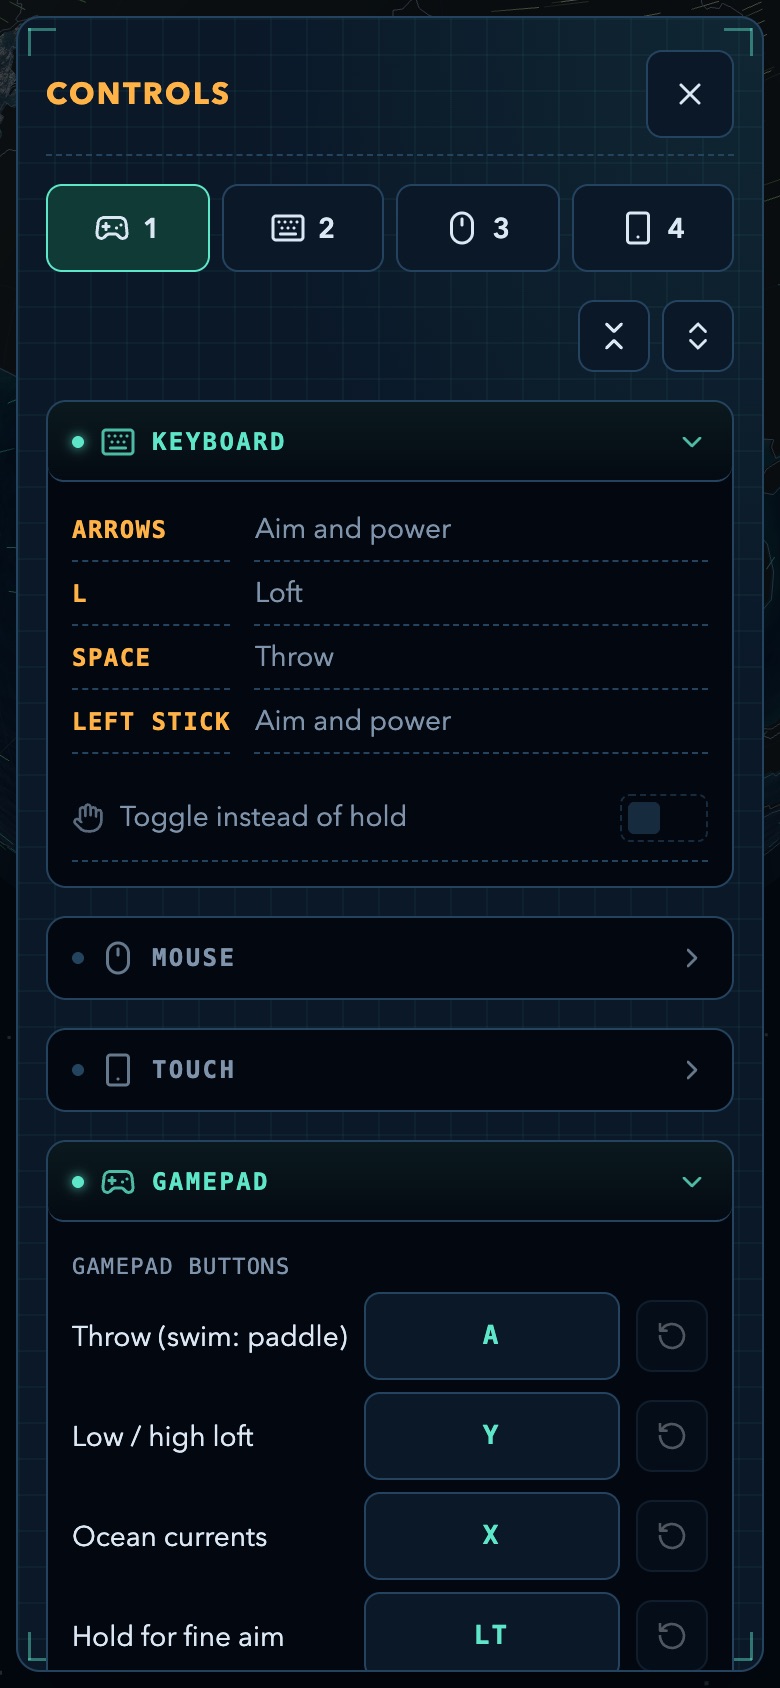 CONTROLS
1
2
3
4
KEYBOARD
ARROWS Aim and power
L Loft
SPACE Throw
LEFT STICK Aim and power
Toggle instead of hold
MOUSE
TOUCH
GAMEPAD
GAMEPAD BUTTONS
Throw (swim: paddle) A
Low / high loft Y
Ocean currents X
Hold for fine aim LT